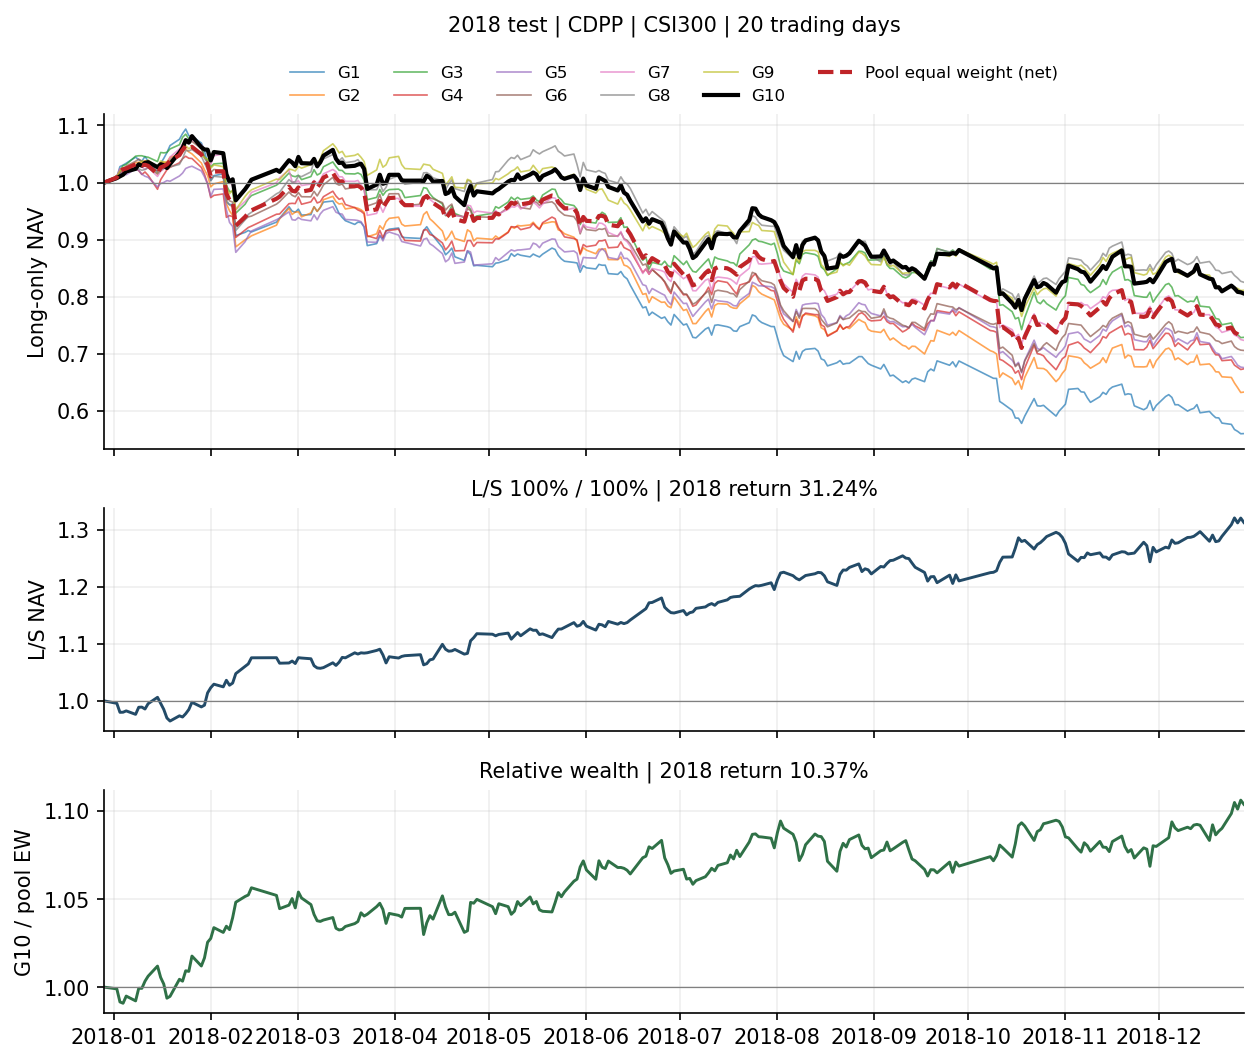 2018 test | CDPP | CSI300 | 20 trading days
G1 G3 G5 G7 G9 Pool equal weight (net)
G2 G4 G6 G8 G10
Long-only NAV
1.1
1.0
0.9
0.8
0.7
0.6
L/S 100% / 100% | 2018 return 31.24%
L/S NAV
1.3
1.2
1.1
1.0
Relative wealth | 2018 return 10.37%
G10 / pool EW
1.10
1.05
1.00
2018-01 2018-02 2018-03 2018-04 2018-05 2018-06 2018-07 2018-08 2018-09 2018-10 2018-11 2018-12